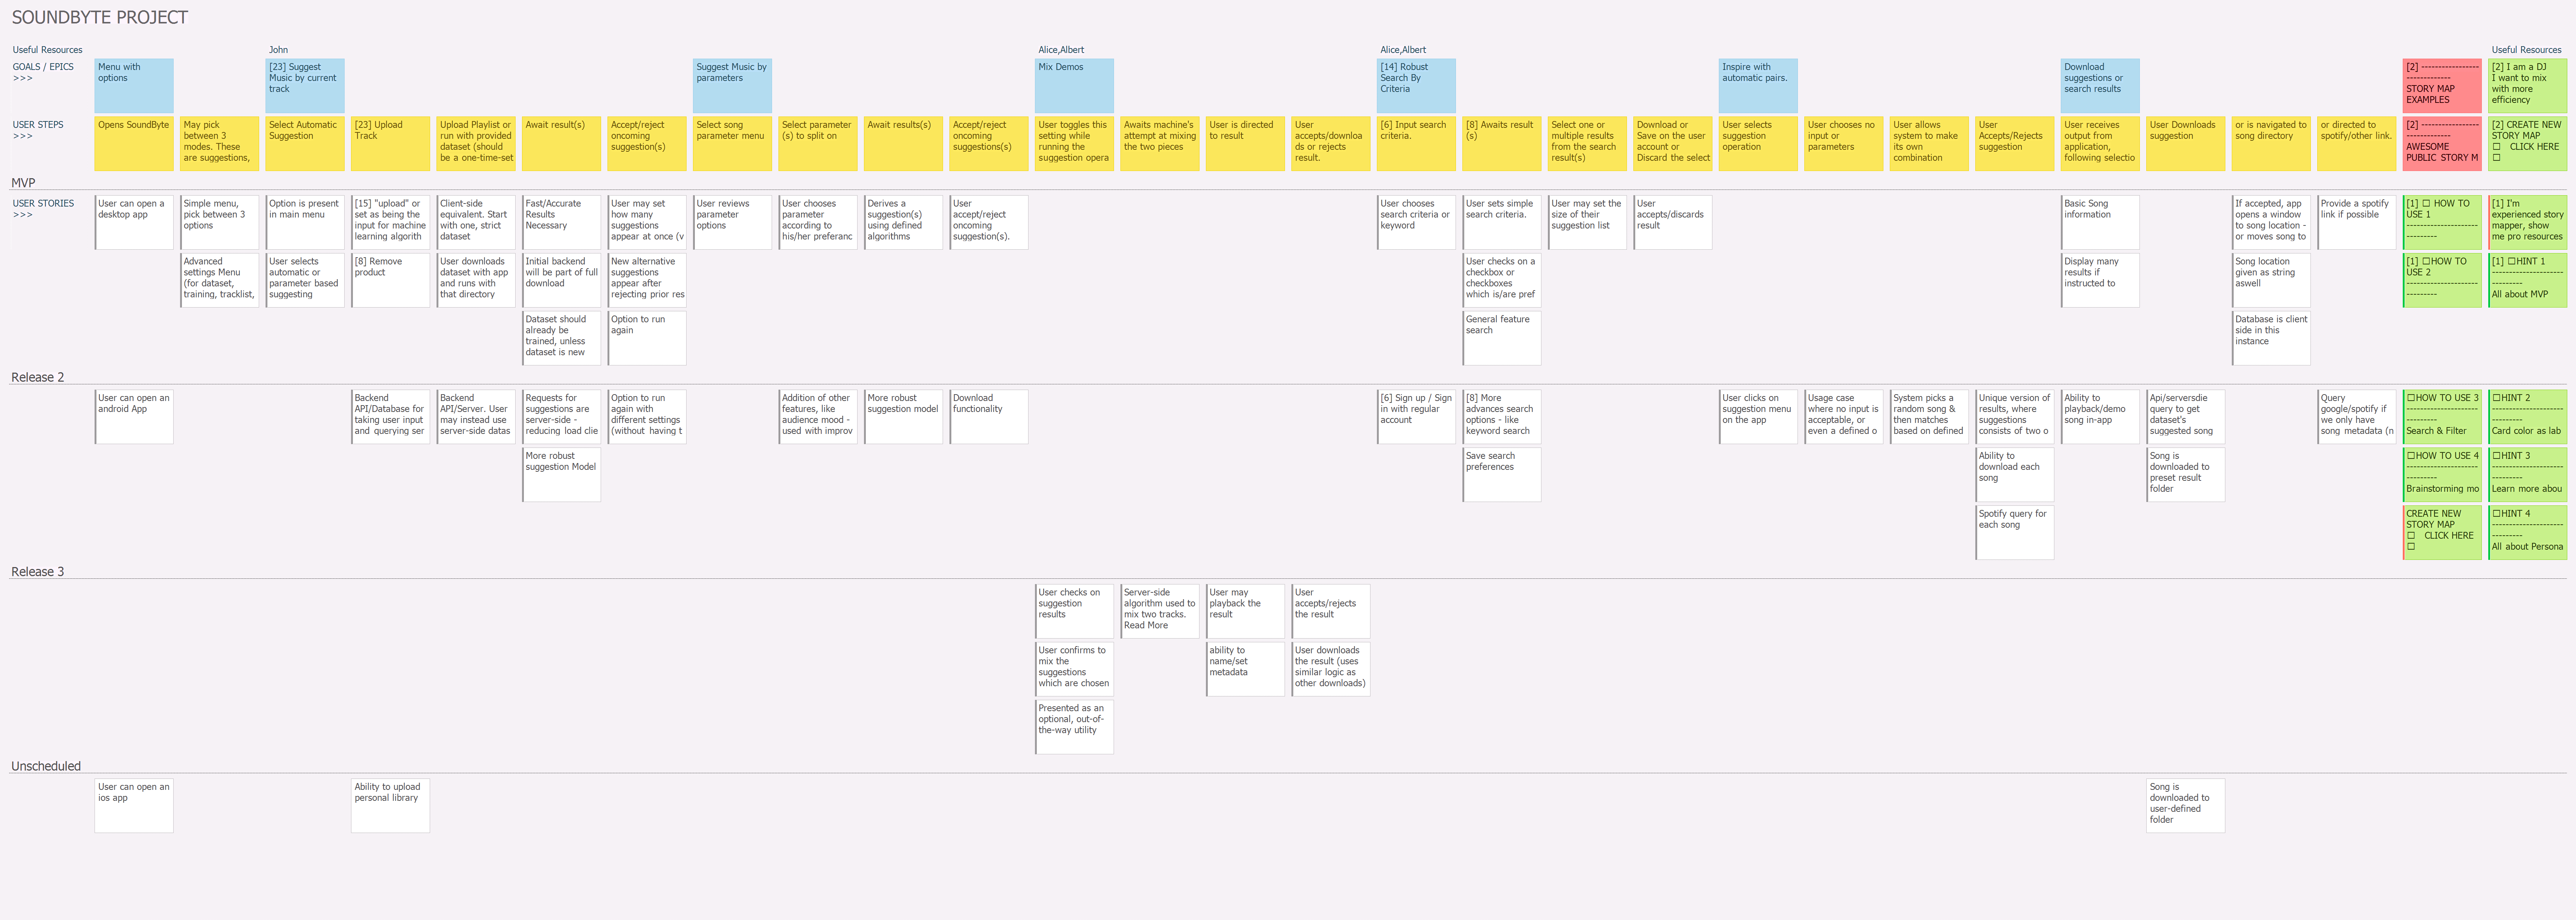 SOUNDBYTE PROJECT
Useful Resources
John
Alice,Albert
Alice,Albert
Useful Resources
GOALS / EPICS
>>>
Menu with
options
[23] Suggest
Music by current
track
Suggest Music by
parameters
Mix Demos
[14] Robust
Search By
Criteria
Inspire with
automatic pairs.
Download
suggestions or
search results
[2] -----------------
-------------
STORY MAP
EXAMPLES
[2] I am a DJ
I want to mix
with more
efficiency
USER STEPS
>>>
Opens SoundByte
May pick
between 3
modes. These
are suggestions,
Select Automatic
Suggestion
[23] Upload
Track
Upload Playlist or
run with provided
dataset (should
be a one-time-set
Await result(s)
Accept/reject
oncoming
suggestion(s)
Select song
parameter menu
Select parameter
(s) to split on
Await results(s)
Accept/reject
oncoming
suggestions(s)
User toggles this
setting while
running the
suggestion opera
Awaits machine's
attempt at mixing
the two pieces
User is directed
to result
User
accepts/downloa
ds or rejects
result.
[6] Input search
criteria.
[8] Awaits result
(s)
Select one or
multiple results
from the search
result(s)
Download or
Save on the user
account or
Discard the select
User selects
suggestion
operation
User chooses no
input or
parameters
User allows
system to make
its own
combination
User
Accepts/Rejects
suggestion
User receives
output from
application,
following selectio
User Downloads
suggestion
or is navigated to
song directory
or directed to
spotify/other link.
[2] -----------------
-------------
AWESOME
PUBLIC STORY M
[2] CREATE NEW
STORY MAP
☐ CLICK HERE
☐
MVP
USER STORIES
>>>
User can open a
desktop app
Simple menu,
pick between 3
options
Option is present
in main menu
[15] "upload" or
set as being the
input for machine
learning algorith
Client-side
equivalent. Start
with one, strict
dataset
Fast/Accurate
Results
Necessary
User may set
how many
suggestions
appear at once (v
User reviews
parameter
options
User chooses
parameter
according to
his/her preferanc
Derives a
suggestion(s)
using defined
algorithms
User
accept/reject
oncoming
suggestion(s).
User chooses
search criteria or
keyword
User sets simple
search criteria.
User may set the
size of their
suggestion list
User
accepts/discards
result
Basic Song
information
If accepted, app
opens a window
to song location -
or moves song to
Provide a spotify
link if possible
[1] ☐ HOW TO
USE 1
---------------------
---------
[1] I'm
experienced story
mapper, show
me pro resources
Advanced
settings Menu
(for dataset,
training, tracklist,
User selects
automatic or
parameter based
suggesting
[8] Remove
product
User downloads
dataset with app
and runs with
that directory
Initial backend
will be part of full
download
New alternative
suggestions
appear after
rejecting prior res
User checks on a
checkbox or
checkboxes
which is/are pref
Display many
results if
instructed to
Song location
given as string
aswell
[1] ☐HOW TO
USE 2
---------------------
---------
[1] ☐HINT 1
---------------------
---------
All about MVP
Dataset should
already be
trained, unless
dataset is new
Option to run
again
General feature
search
Database is client
side in this
instance
Release 2
User can open an
android App
Backend
API/Database for
taking user input
and querying ser
Backend
API/Server. User
may instead use
server-side datas
Requests for
suggestions are
server-side -
reducing load clie
Option to run
again with
different settings
(without having t
Addition of other
features, like
audience mood -
used with improv
More robust
suggestion model
Download
functionality
[6] Sign up / Sign
in with regular
account
[8] More
advances search
options - like
keyword search
User clicks on
suggestion menu
on the app
Usage case
where no input is
acceptable, or
even a defined o
System picks a
random song &
then matches
based on defined
Unique version of
results, where
suggestions
consists of two o
Ability to
playback/demo
song in-app
Api/serversdie
query to get
dataset's
suggested song
Query
google/spotify if
we only have
song metadata (n
☐HOW TO USE 3
---------------------
---------
Search & Filter
☐HINT 2
---------------------
---------
Card color as lab
More robust
suggestion Model
Save search
preferences
Ability to
download each
song
Song is
downloaded to
preset result
folder
☐HOW TO USE 4
---------------------
---------
Brainstorming mo
☐HINT 3
---------------------
---------
Learn more abou
Spotify query for
each song
CREATE NEW
STORY MAP
☐ CLICK HERE
☐
☐HINT 4
---------------------
---------
All about Persona
Release 3
User checks on
suggestion
results
Server-side
algorithm used to
mix two tracks.
Read More
User may
playback the
result
User
accepts/rejects
the result
User confirms to
mix the
suggestions
which are chosen
ability to
name/set
metadata
User downloads
the result (uses
similar logic as
other downloads)
Presented as an
optional, out-of-
the-way utility
Unscheduled
User can open an
ios app
Ability to upload
personal library
Song is
downloaded to
user-defined
folder